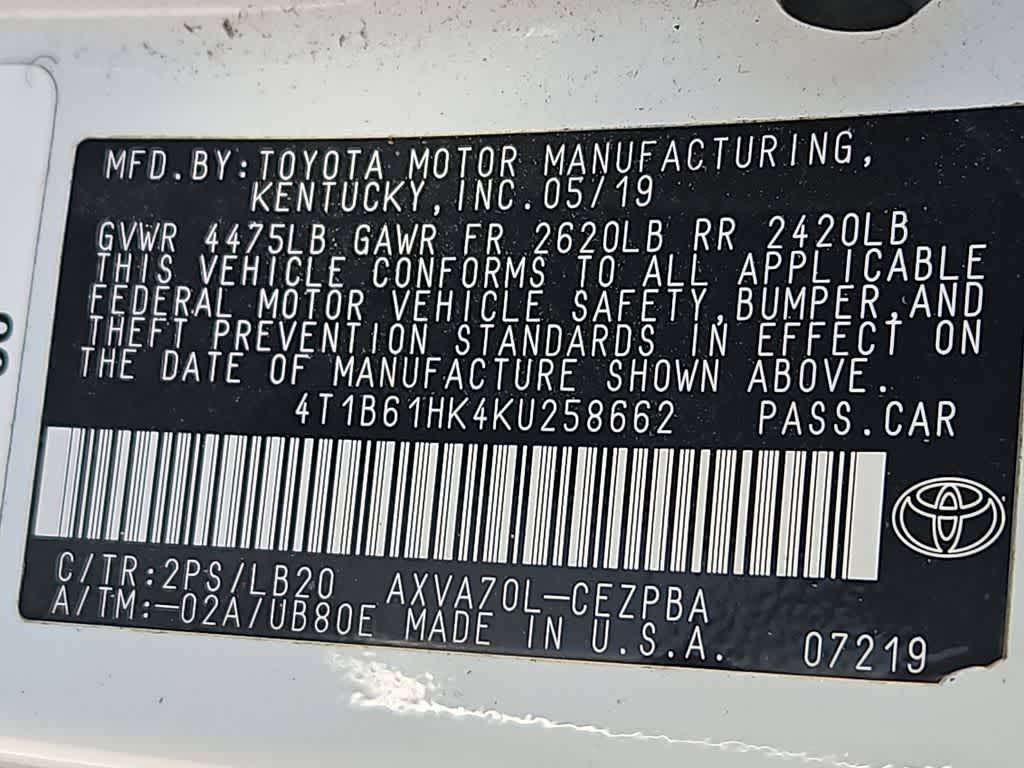 MFD.BY:TOYOTA MOTOR MANUFACTURING,
KENTUCKY,INC.05/19
GVWR 4475LB GAWR FR 2620LB RR 2420LB
THIS VEHICLE CONFORMS TO ALL APPLICABLE
FEDERAL MOTOR VEHICLE SAFETY,BUMPER,AND
THEFT PREVENTION STANDARDS IN EFFECT ON
THE DATE OF MANUFACTURE SHOWN ABOVE.
4T1B61HK4KU258662 PASS.CAR
C/TR:2PS/LB20 AXVA70L-CEZPBA
A/TM:-02A/UB80E MADE IN U.S.A. 07219